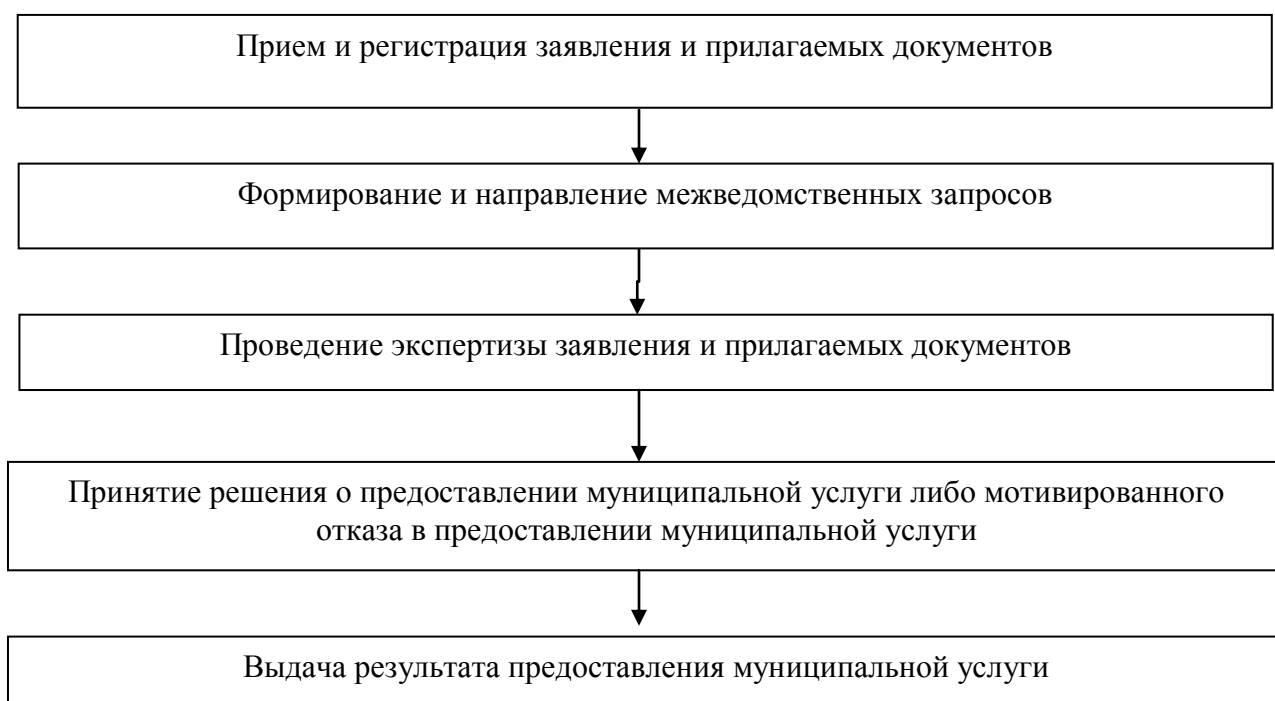 Прием и регистрация заявления и прилагаемых документов
Формирование и направление межведомственных запросов
Проведение экспертизы заявления и прилагаемых документов
Принятие решения о предоставлении муниципальной услуги либо мотивированного
отказа в предоставлении муниципальной услуги
Выдача результата предоставления муниципальной услуги